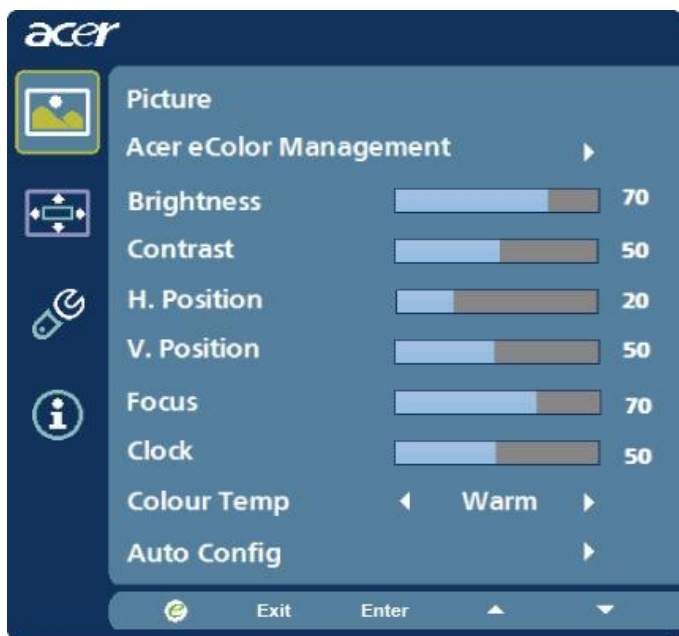 acer
Picture
Acer eColor Management
Brightness 70
Contrast 50
H. Position 20
V. Position 50
Focus 70
Clock 50
Colour Temp Warm
Auto Config
e Exit Enter